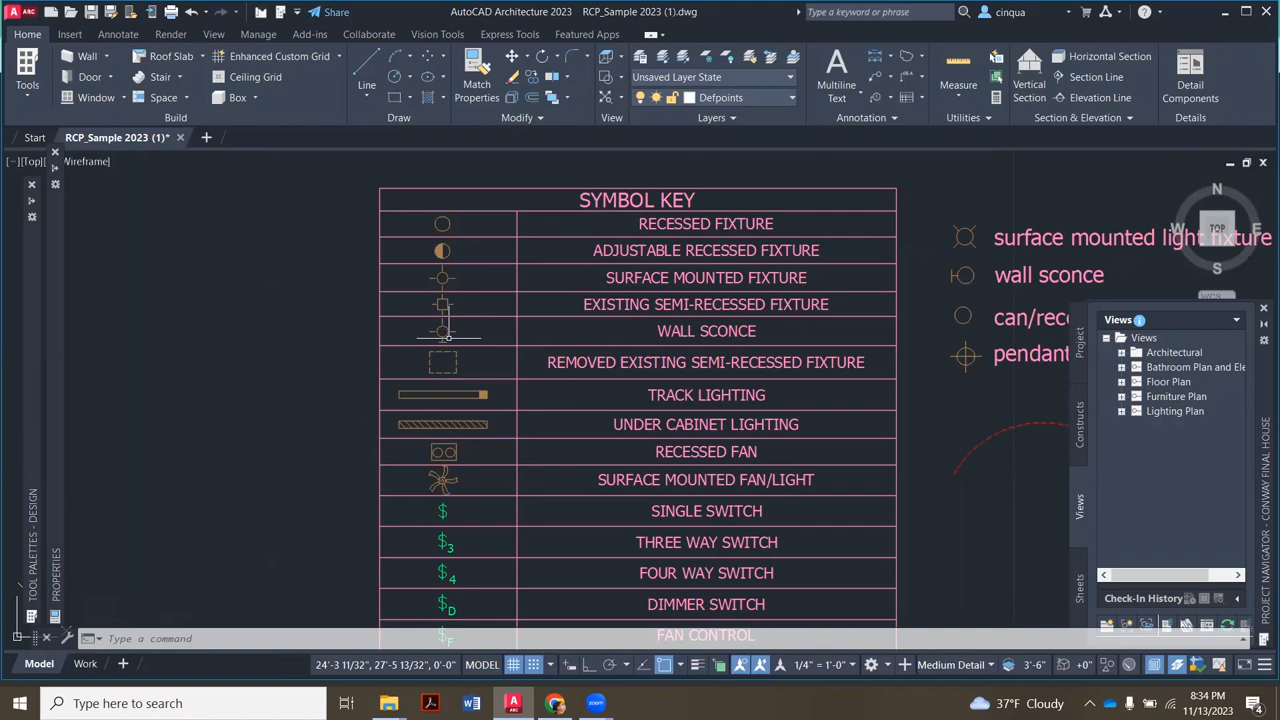 ARC
Share
AutoCAD Architecture 2023 RCP_Sample 2023 (1).dwg
Type a keyword or phrase
cinqua
Home Insert Annotate Render View Manage Add-ins Collaborate Vision Tools Express Tools Featured Apps
Tools
Wall
Door
Window
Roof Slab
Stair
Space
Enhanced Custom Grid
Ceiling Grid
Box
Build
Line
Draw
Match
Properties
Modify
View
Unsaved Layer State
Defpoints
Layers
Multiline
Text
Annotation
Measure
Utilities
Vertical
Section
Horizontal Section
Section Line
Elevation Line
Section & Elevation
Detail
Components
Details
Start RCP_Sample 2023 (1)*
[−][Top][ Wireframe]
SYMBOL KEY
RECESSED FIXTURE
ADJUSTABLE RECESSED FIXTURE
SURFACE MOUNTED FIXTURE
EXISTING SEMI-RECESSED FIXTURE
WALL SCONCE
REMOVED EXISTING SEMI-RECESSED FIXTURE
TRACK LIGHTING
UNDER CABINET LIGHTING
RECESSED FAN
SURFACE MOUNTED FAN/LIGHT
$ SINGLE SWITCH
$3 THREE WAY SWITCH
$4 FOUR WAY SWITCH
$D DIMMER SWITCH
$F FAN CONTROL
surface mounted light fixture
wall sconce
can/rec
pendant
N
W TOP E
S
WCS
Views
Views
Architectural
Bathroom Plan and Ele
Floor Plan
Furniture Plan
Lighting Plan
Check-In History
Project
Constructs
Views
Sheets
PROJECT NAVIGATOR - CONWAY FINAL HOUSE
TOOL PALETTES - DESIGN
PROPERTIES
Type a command
Model Work
24'-3 11/32", 27'-5 13/32", 0'-0" MODEL 1/4" = 1'-0" Medium Detail 3'-6" +0"
Type here to search
37°F Cloudy
8:34 PM
11/13/2023
4